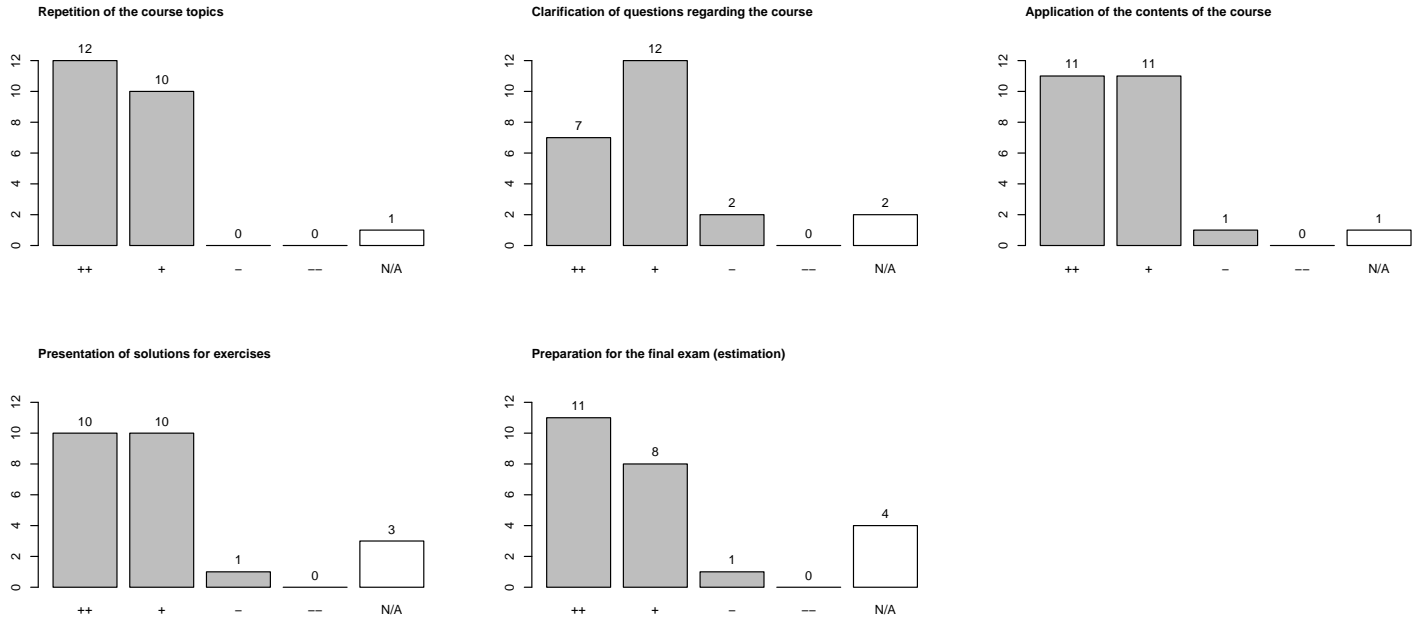 Repetition of the course topics
12
10
0
0
1
0 2 4 6 8 10 12
++ + − −− N/A
Clarification of questions regarding the course
7
12
2
0
2
0 2 4 6 8 10 12
++ + − −− N/A
Application of the contents of the course
11
11
1
0
1
0 2 4 6 8 10 12
++ + − −− N/A
Presentation of solutions for exercises
10
10
1
0
3
0 2 4 6 8 10 12
++ + − −− N/A
Preparation for the final exam (estimation)
11
8
1
0
4
0 2 4 6 8 10 12
++ + − −− N/A